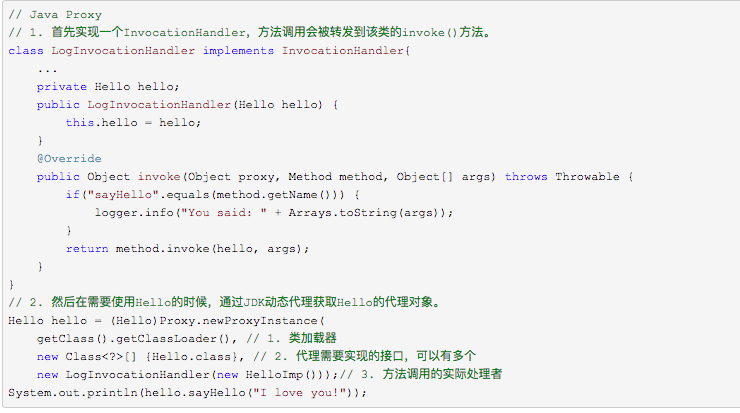 // Java Proxy
// 1. 首先实现一个InvocationHandler，方法调用会被转发到该类的invoke()方法。
class LogInvocationHandler implements InvocationHandler{
    ...
    private Hello hello;
    public LogInvocationHandler(Hello hello) {
        this.hello = hello;
    }
    @Override
    public Object invoke(Object proxy, Method method, Object[] args) throws Throwable {
        if("sayHello".equals(method.getName())) {
            logger.info("You said: " + Arrays.toString(args));
        }
        return method.invoke(hello, args);
    }
}
// 2. 然后在需要使用Hello的时候，通过JDK动态代理获取Hello的代理对象。
Hello hello = (Hello)Proxy.newProxyInstance(
    getClass().getClassLoader(), // 1. 类加载器
    new Class<?>[] {Hello.class}, // 2. 代理需要实现的接口，可以有多个
    new LogInvocationHandler(new HelloImp()));// 3. 方法调用的实际处理者
System.out.println(hello.sayHello("I love you!"));